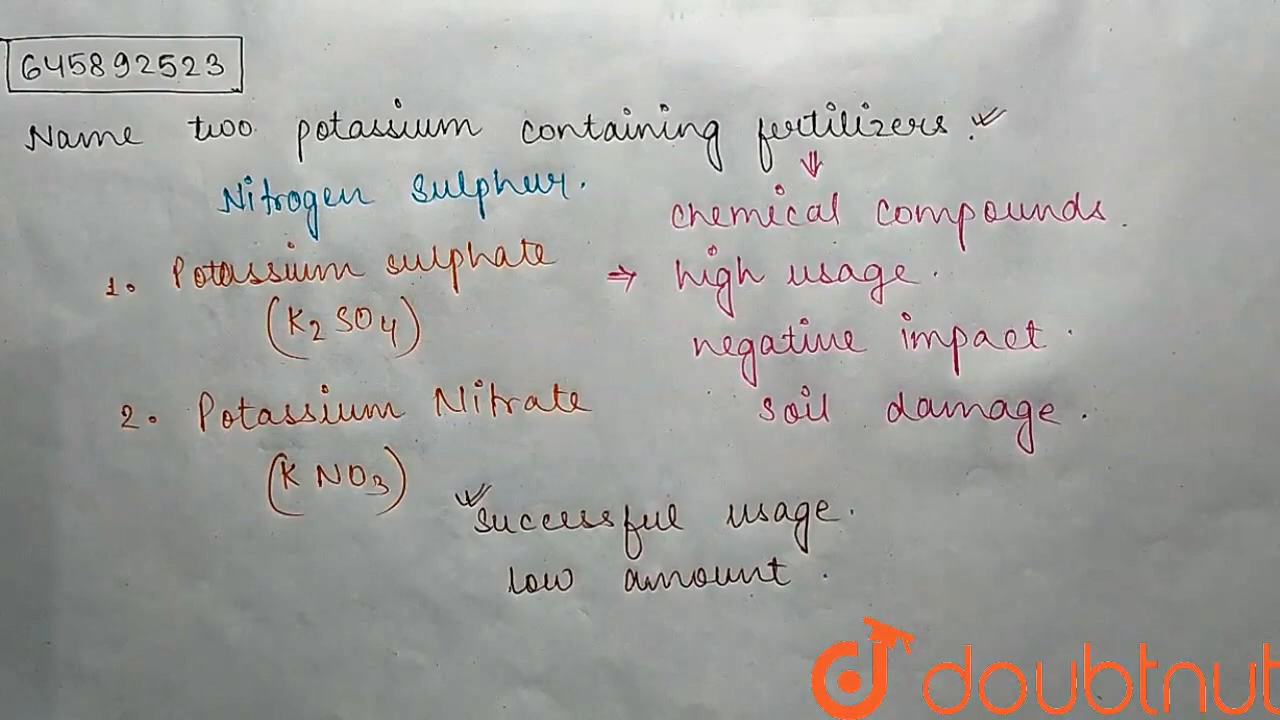 645892523
Name two potassium containing fertilizers.
Nitrogen sulphur.
chemical compounds.
1. Potassium sulphate
(K2SO4)
⇒ high usage.
negative impact.
soil damage.
2. Potassium Nitrate
(KNO3)
successful usage.
low amount.
doubtnut